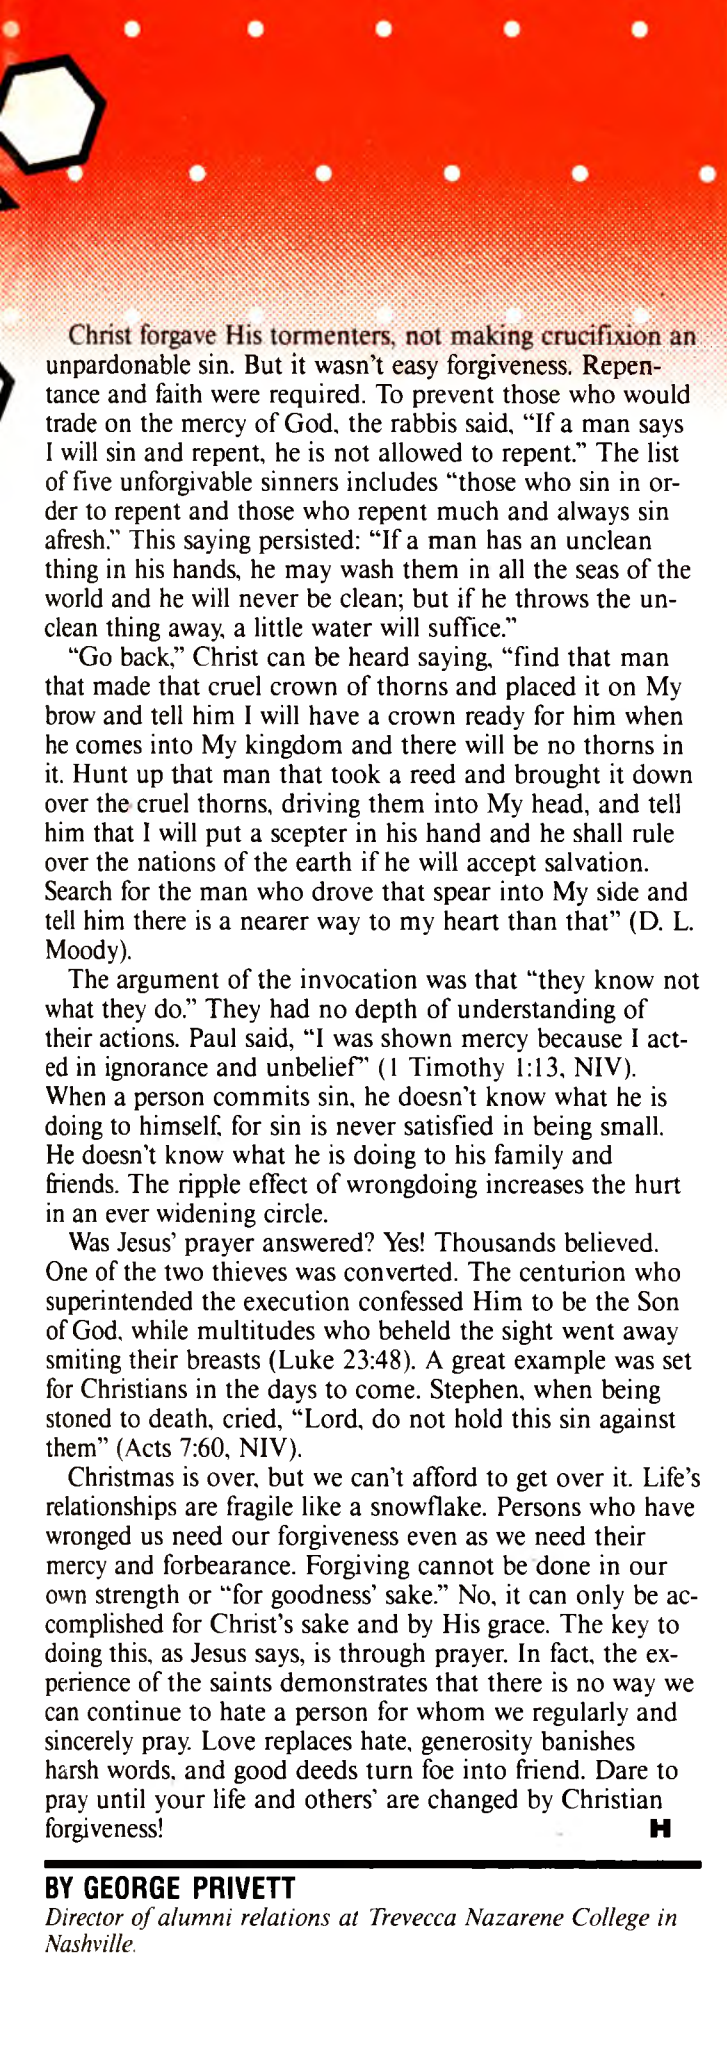 Christ forgave His tormenters, not making crucifixion an
unpardonable sin. But it wasn't easy forgiveness. Repen-
tance and faith were required. To prevent those who would
trade on the mercy of God, the rabbis said, “If a man says
I will sin and repent, he is not allowed to repent.” The list
of five unforgivable sinners includes “those who sin in or-
der to repent and those who repent much and always sin
afresh.” This saying persisted: “If a man has an unclean
thing in his hands, he may wash them in all the seas of the
world and he will never be clean; but if he throws the un-
clean thing away, a little water will suffice.”
“Go back,” Christ can be heard saying, “find that man
that made that cruel crown of thorns and placed it on My
brow and tell him I will have a crown ready for him when
he comes into My kingdom and there will be no thorns in
it. Hunt up that man that took a reed and brought it down
over the cruel thorns, driving them into My head, and tell
him that I will put a scepter in his hand and he shall rule
over the nations of the earth if he will accept salvation.
Search for the man who drove that spear into My side and
tell him there is a nearer way to my heart than that” (D. L.
Moody).
The argument of the invocation was that “they know not
what they do.” They had no depth of understanding of
their actions. Paul said, “I was shown mercy because I act-
ed in ignorance and unbelief” (1 Timothy 1:13, NIV).
When a person commits sin, he doesn't know what he is
doing to himself, for sin is never satisfied in being small.
He doesn't know what he is doing to his family and
friends. The ripple effect of wrongdoing increases the hurt
in an ever widening circle.
Was Jesus' prayer answered? Yes! Thousands believed.
One of the two thieves was converted. The centurion who
superintended the execution confessed Him to be the Son
of God, while multitudes who beheld the sight went away
smiting their breasts (Luke 23:48). A great example was set
for Christians in the days to come. Stephen, when being
stoned to death, cried, “Lord, do not hold this sin against
them” (Acts 7:60, NIV).
Christmas is over, but we can't afford to get over it. Life's
relationships are fragile like a snowflake. Persons who have
wronged us need our forgiveness even as we need their
mercy and forbearance. Forgiving cannot be done in our
own strength or “for goodness' sake.” No, it can only be ac-
complished for Christ's sake and by His grace. The key to
doing this, as Jesus says, is through prayer. In fact, the ex-
perience of the saints demonstrates that there is no way we
can continue to hate a person for whom we regularly and
sincerely pray. Love replaces hate, generosity banishes
harsh words, and good deeds turn foe into friend. Dare to
pray until your life and others' are changed by Christian
forgiveness! H
BY GEORGE PRIVETT
Director of alumni relations at Trevecca Nazarene College in
Nashville.